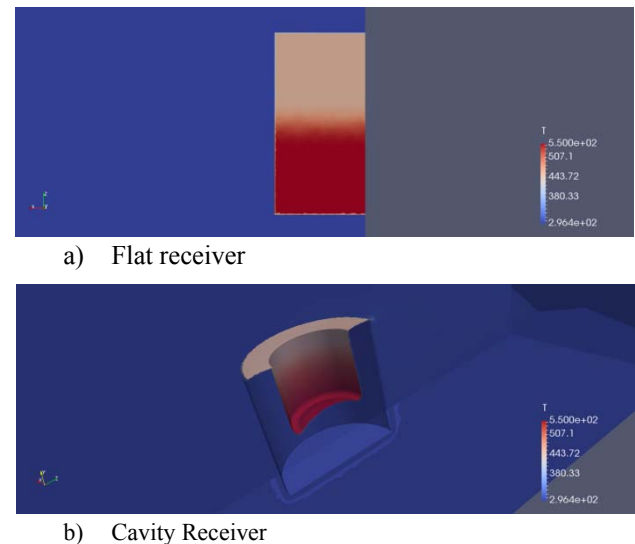 T
5.500e+02
507.1
443.72
380.33
2.964e+02
a) Flat receiver
T
5.500e+02
507.1
443.72
380.33
2.964e+02
b) Cavity Receiver